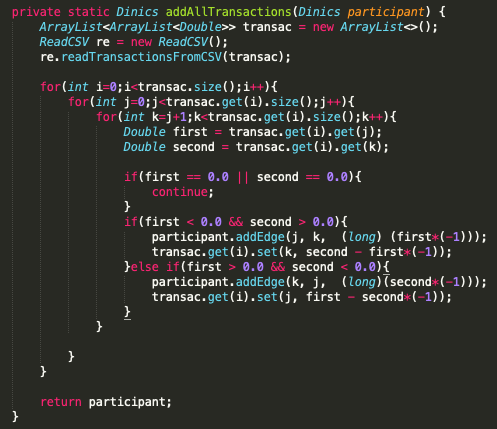 private static Dinics addAllTransactions(Dinics participant) {
    ArrayList<ArrayList<Double>> transac = new ArrayList<>();
    ReadCSV re = new ReadCSV();
    re.readTransactionsFromCSV(transac);

    for(int i=0;i<transac.size();i++){
        for(int j=0;j<transac.get(i).size();j++){
            for(int k=j+1;k<transac.get(i).size();k++){
                Double first = transac.get(i).get(j);
                Double second = transac.get(i).get(k);

                if(first == 0.0 || second == 0.0){
                    continue;
                }
                if(first < 0.0 && second > 0.0){
                    participant.addEdge(j, k,  (long) (first*(-1)));
                    transac.get(i).set(k, second - first*(-1));
                }else if(first > 0.0 && second < 0.0){
                    participant.addEdge(k, j,  (long)(second*(-1)));
                    transac.get(i).set(j, first - second*(-1));
                }
            }

        }
    }

    return participant;
}